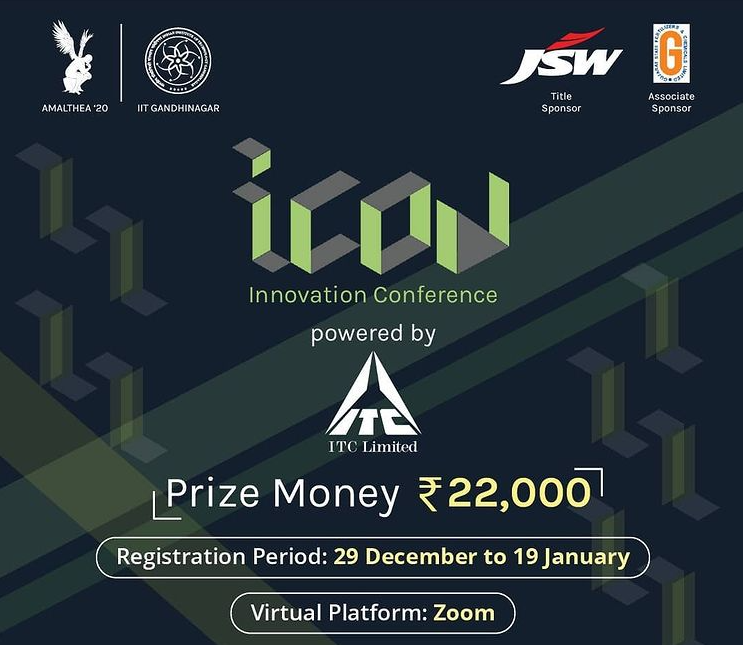 AMALTHEA '20
IIT GANDHINAGAR
JSW
Title
Sponsor
G
Associate
Sponsor
icon
Innovation Conference
powered by
ITC
ITC Limited
Prize Money ₹22,000
Registration Period: 29 December to 19 January
Virtual Platform: Zoom